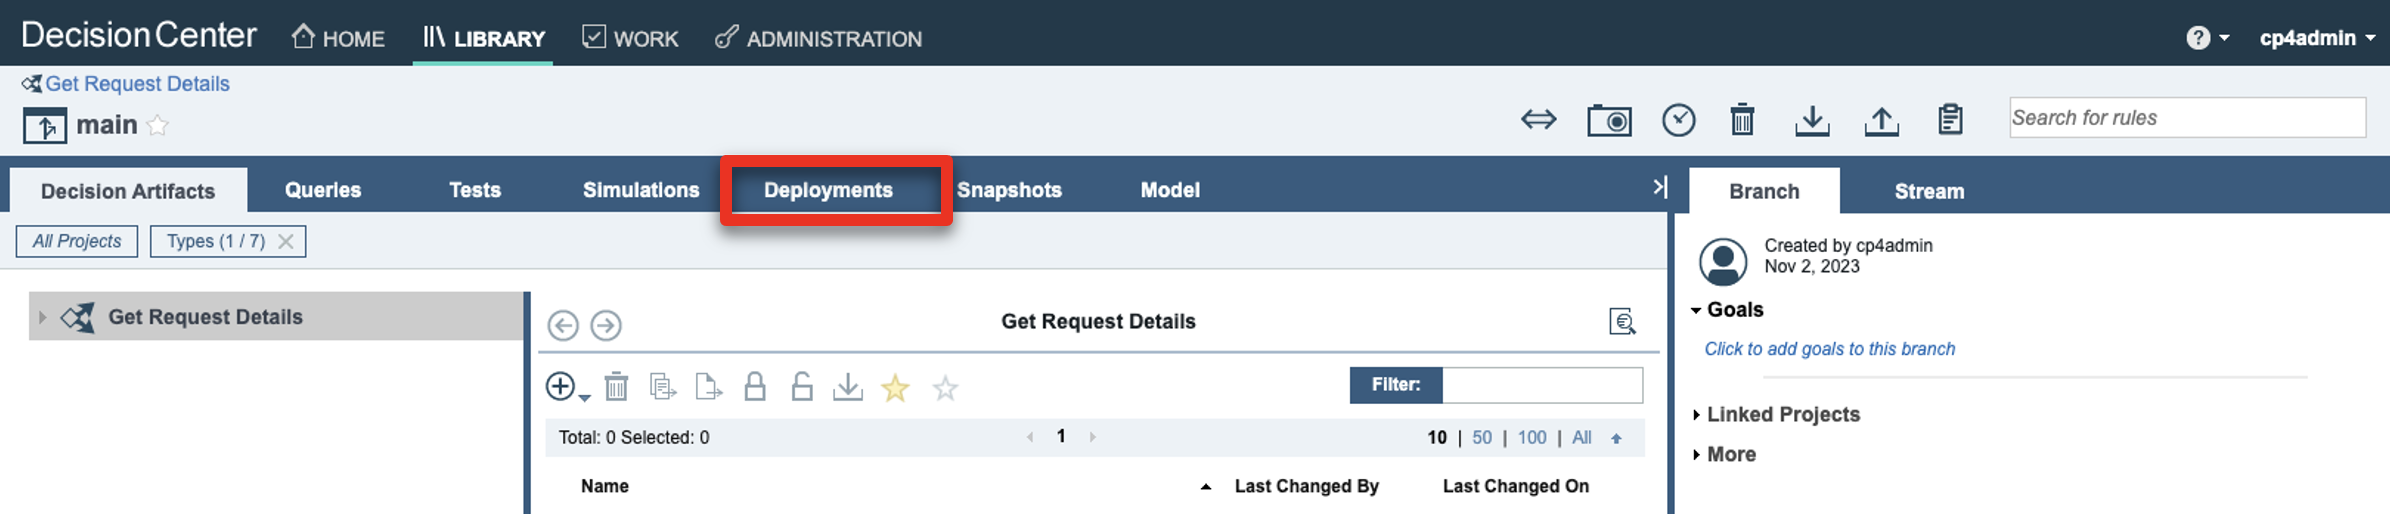 Decision Center HOME LIBRARY WORK ADMINISTRATION ? cp4admin
Get Request Details
main
Search for rules
Decision Artifacts Queries Tests Simulations Deployments Snapshots Model
Branch Stream
All Projects Types (1 / 7)
Created by cp4admin
Nov 2, 2023
Goals
Click to add goals to this branch
Linked Projects
More
Get Request Details
Get Request Details
Filter:
Total: 0 Selected: 0 1 10 | 50 | 100 | All
Name Last Changed By Last Changed On